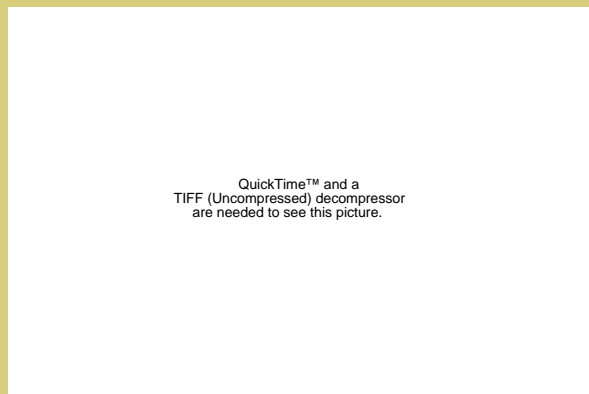 QuickTime™ and a
TIFF (Uncompressed) decompressor
are needed to see this picture.